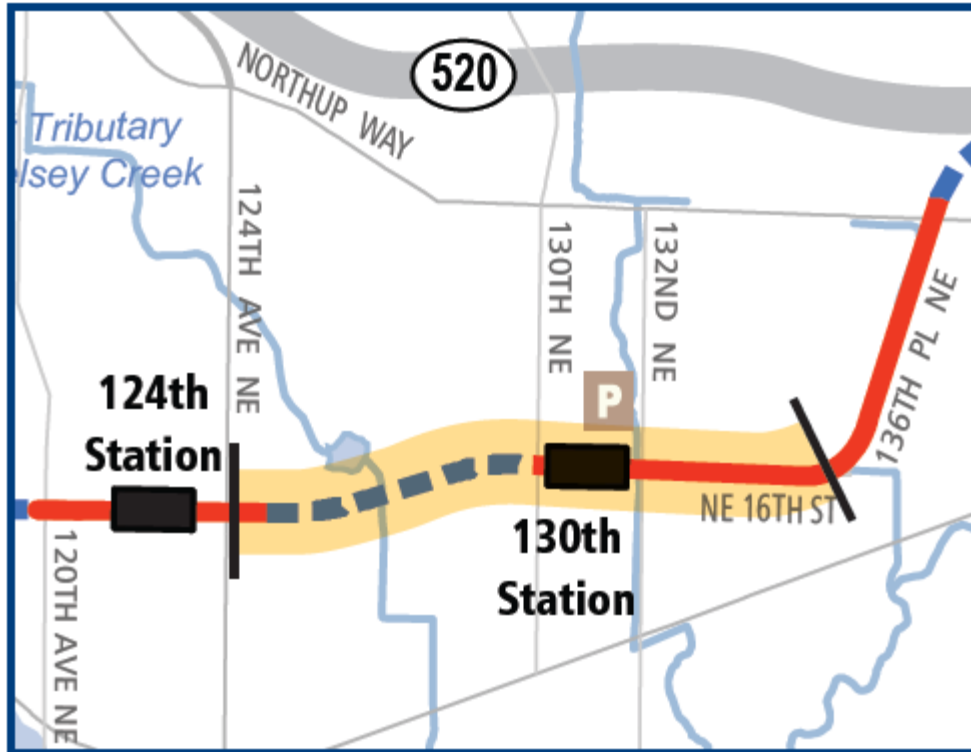 520
NORTHUP WAY
Tributary
elsey Creek
124TH AVE NE
130TH NE
132ND NE
136TH PL NE
124th
Station
P
NE 16TH ST
130th
Station
120TH AVE NE